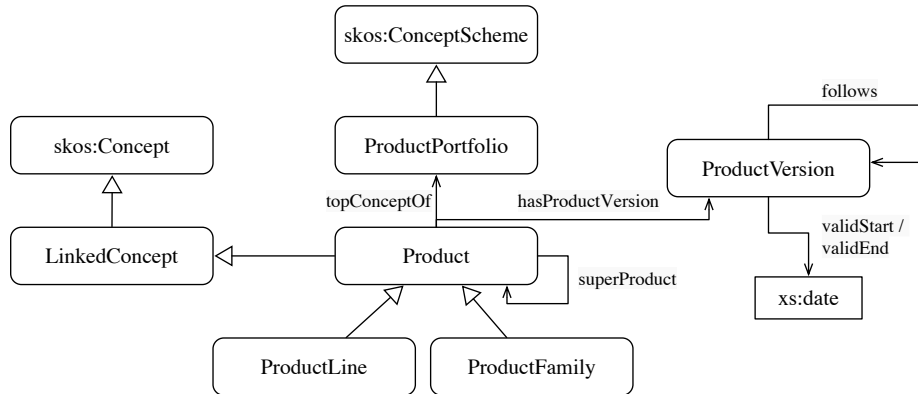 skos:ConceptScheme
follows
skos:Concept
ProductPortfolio
ProductVersion
topConceptOf
hasProductVersion
validStart /
validEnd
LinkedConcept
Product
superProduct
xs:date
ProductLine
ProductFamily